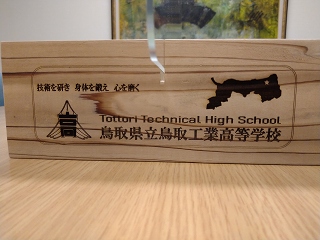 技術を研き 身体を鍛え 心を磨く
高
Tottori Technical High School
鳥取県立鳥取工業高等学校